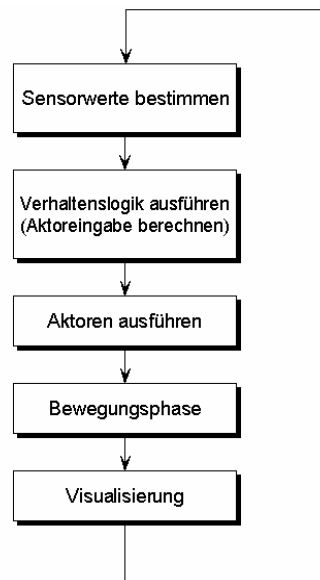 Sensorwerte bestimmen
Verhaltenslogik ausführen
(Aktoreingabe berechnen)
Aktoren ausführen
Bewegungsphase
Visualisierung